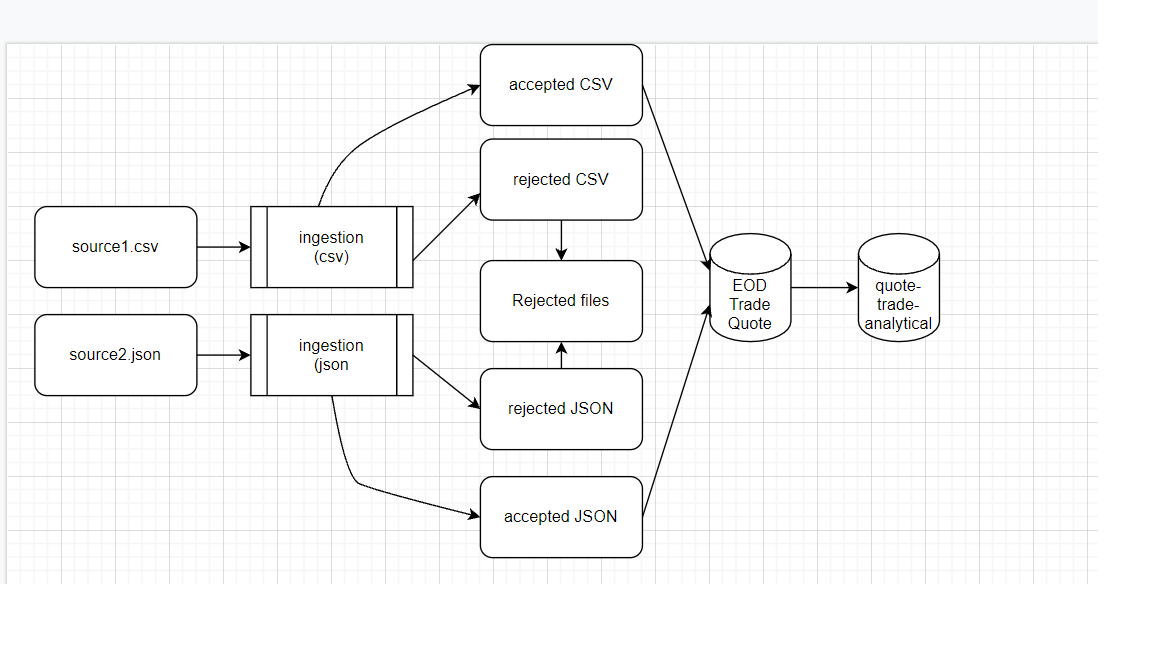 accepted CSV
rejected CSV
source1.csv
ingestion
(csv)
Rejected files
EOD
Trade
Quote
quote-
trade-
analytical
source2.json
ingestion
(json
rejected JSON
accepted JSON